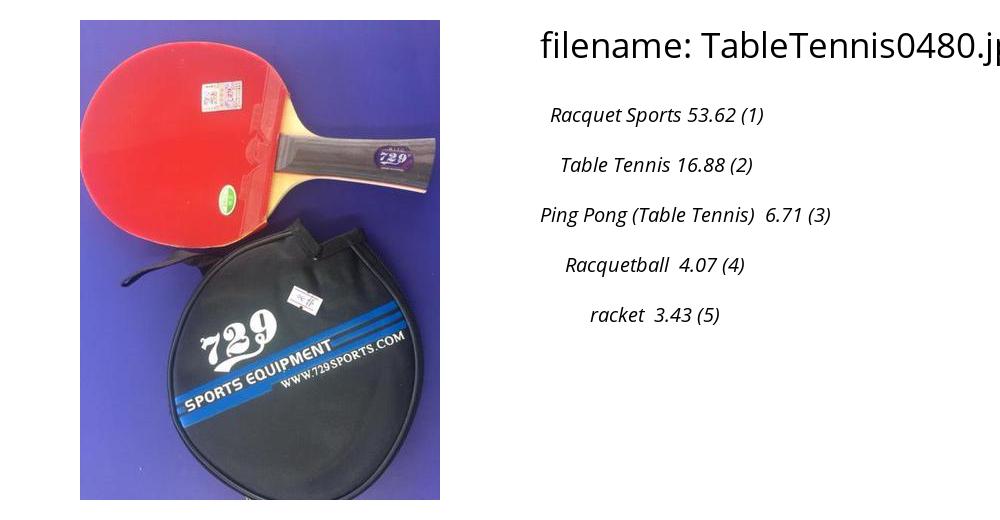 filename: TableTennis0480.jp
Racquet Sports 53.62 (1)
Table Tennis 16.88 (2)
Ping Pong (Table Tennis)  6.71 (3)
Racquetball  4.07 (4)
racket  3.43 (5)
729
729
SPORTS EQUIPMENT
WWW.729SPORTS.COM